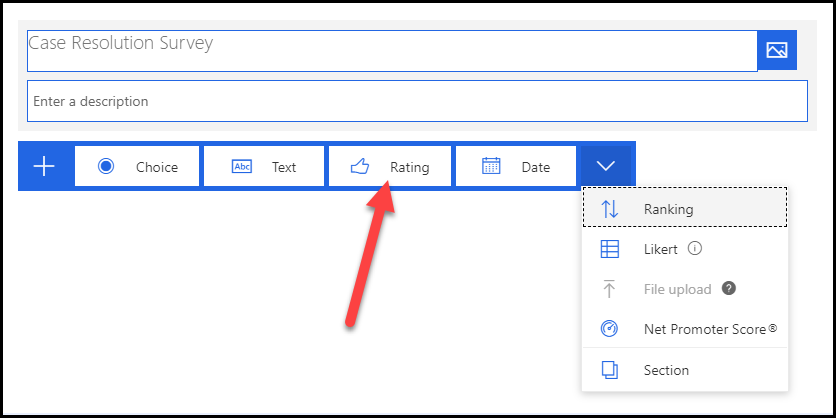 Case Resolution Survey
Enter a description
Choice Abc Text Rating Date
Ranking
Likert
File upload ?
Net Promoter Score®
Section